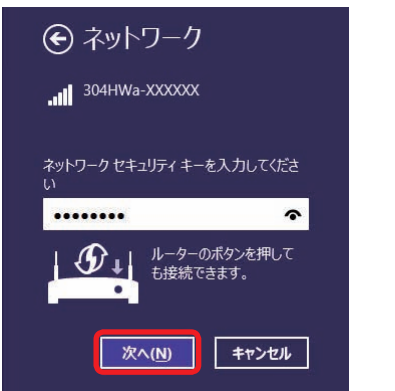 ネットワーク
304HWa-XXXXXX
ネットワーク セキュリティ キーを入力してくださ
い
••••••••
ルーターのボタンを押して
も接続できます。
次へ(N)
キャンセル